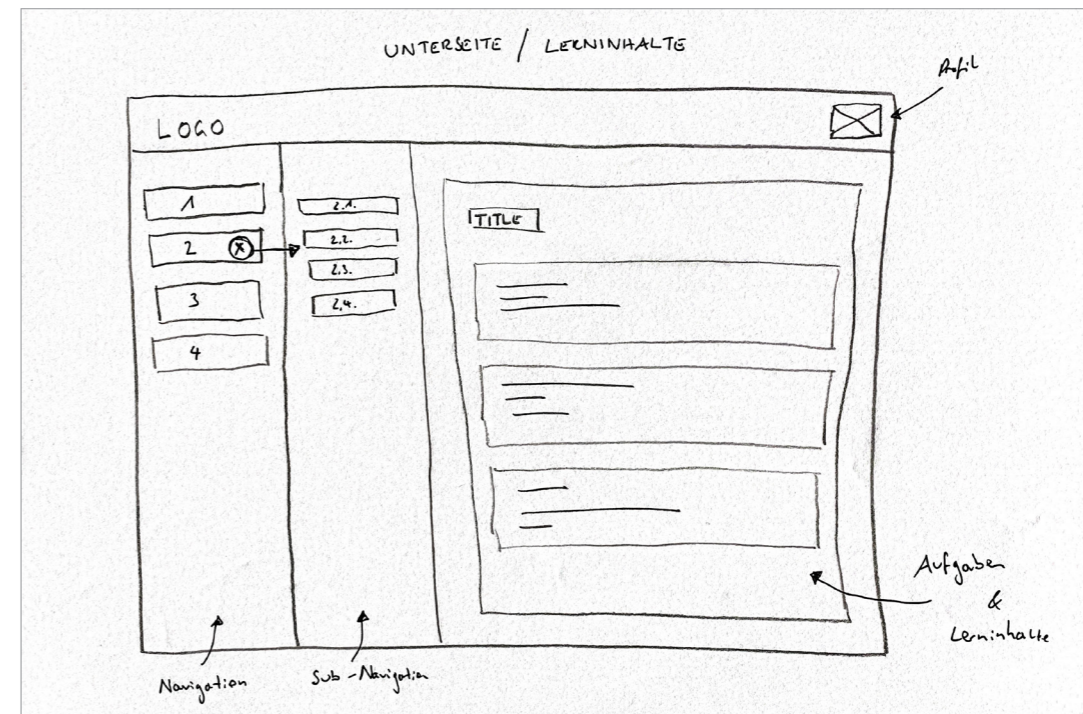 UNTERSEITE / LERNINHALTE
Profil
LOGO
1
2 x
3
4
2.1.
2.2.
2.3.
2.4.
TITLE
Aufgaben
&
Lerninhalte
Navigation
Sub-Navigation